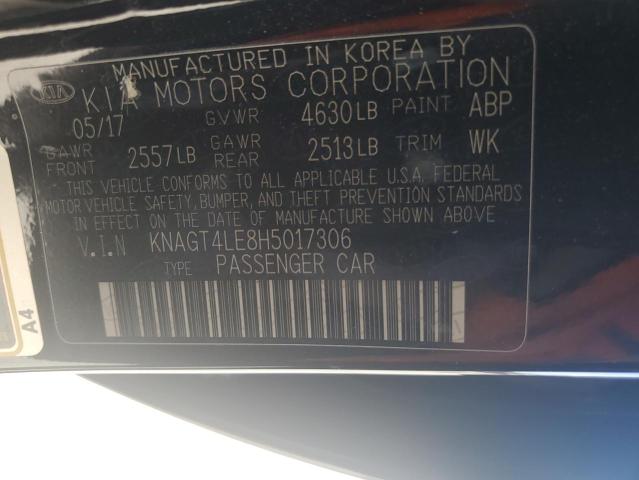 MANUFACTURED IN KOREA BY
KIA KIA MOTORS CORPORATION
05/17 GVWR 4630LB PAINT ABP
GAWR FRONT 2557LB GAWR REAR 2513LB TRIM WK
THIS VEHICLE CONFORMS TO ALL APPLICABLE U.S.A. FEDERAL
MOTOR VEHICLE SAFETY, BUMPER, AND THEFT PREVENTION STANDARDS
IN EFFECT ON THE DATE OF MANUFACTURE SHOWN ABOVE.
V.I.N KNAGT4LE8H5017306
TYPE PASSENGER CAR
A4